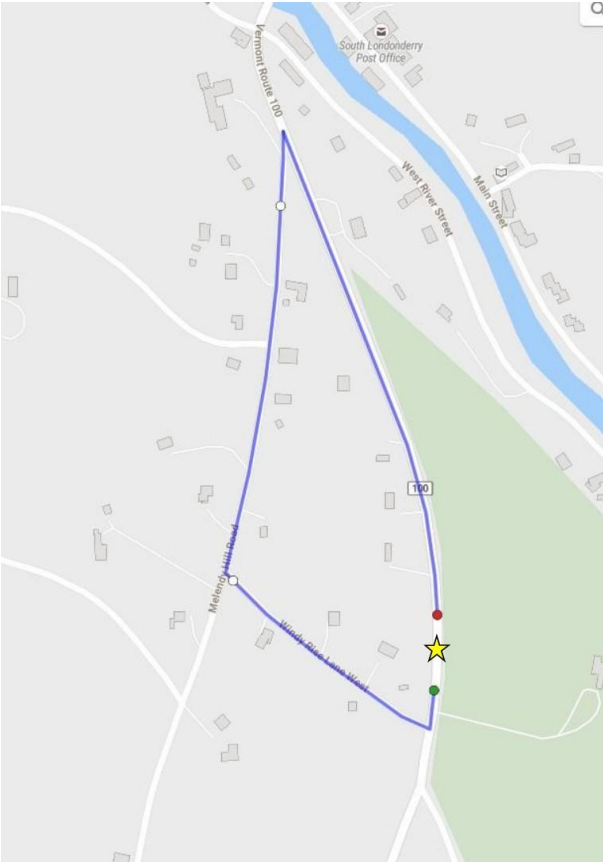 Vermont Route 100
South Londonderry
Post Office
West River Street
Main Street
100
Melendy Hill Road
Windy Rise Lane West